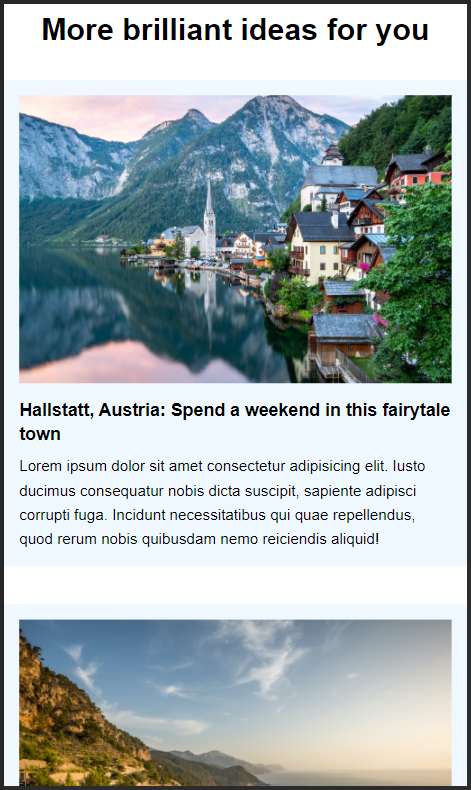 More brilliant ideas for you
Hallstatt, Austria: Spend a weekend in this fairytale
town
Lorem ipsum dolor sit amet consectetur adipisicing elit. Iusto
ducimus consequatur nobis dicta suscipit, sapiente adipisci
corrupti fuga. Incidunt necessitatibus qui quae repellendus,
quod rerum nobis quibusdam nemo reiciendis aliquid!